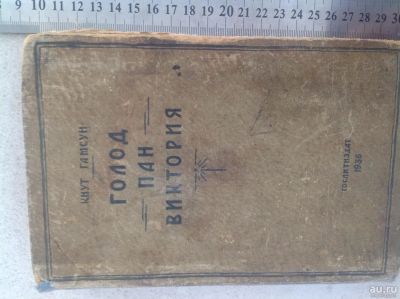 9 10 11 12 13 14 15 16 17 18 19 20 21 22 23 24 25 26 27 28 29 30
КНУТ ГАМСУН
ГОЛОД
ПАН
ВИКТОРИЯ
ГОСЛИТИЗДАТ
1936
au.ru